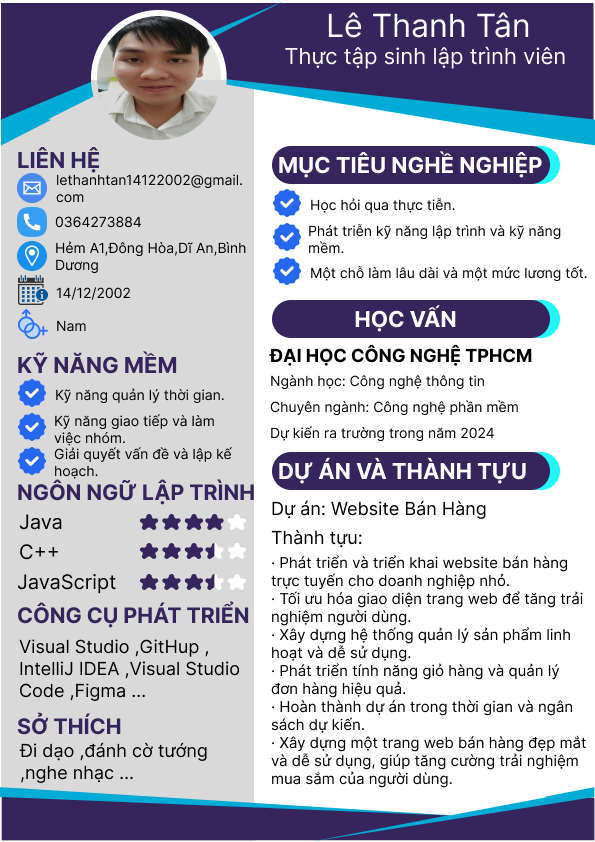 Lê Thanh Tân
Thực tập sinh lập trình viên
LIÊN HỆ
lethanhtan14122002@gmail.
com
0364273884
Hẻm A1,Đông Hòa,Dĩ An,Bình
Dương
14/12/2002
Nam
KỸ NĂNG MỀM
Kỹ năng quản lý thời gian.
Kỹ năng giao tiếp và làm
việc nhóm.
Giải quyết vấn đề và lập kế
hoạch.
NGÔN NGỮ LẬP TRÌNH
Java
C++
JavaScript
CÔNG CỤ PHÁT TRIỂN
Visual Studio ,GitHup ,
IntelliJ IDEA ,Visual Studio
Code ,Figma ...
SỞ THÍCH
Đi dạo ,đánh cờ tướng
,nghe nhạc ...
MỤC TIÊU NGHỀ NGHIỆP
Học hỏi qua thực tiễn.
Phát triễn kỹ năng lập trình và kỹ năng
mềm.
Một chỗ làm lâu dài và một mức lương tốt.
HỌC VẤN
ĐẠI HỌC CÔNG NGHỆ TPHCM
Ngành học: Công nghệ thông tin
Chuyên ngành: Công nghệ phần mềm
Dự kiến ra trường trong năm 2024
DỰ ÁN VÀ THÀNH TỰU
Dự án: Website Bán Hàng
Thành tựu:
· Phát triển và triển khai website bán hàng
trực tuyến cho doanh nghiệp nhỏ.
· Tối ưu hóa giao diện trang web để tăng trải
nghiệm người dùng.
· Xây dựng hệ thống quản lý sản phẩm linh
hoạt và dễ sử dụng.
· Phát triển tính năng giỏ hàng và quản lý
đơn hàng hiệu quả.
· Hoàn thành dự án trong thời gian và ngân
sách dự kiến.
· Xây dựng một trang web bán hàng đẹp mắt
và dễ sử dụng, giúp tăng cường trải nghiệm
mua sắm của người dùng.